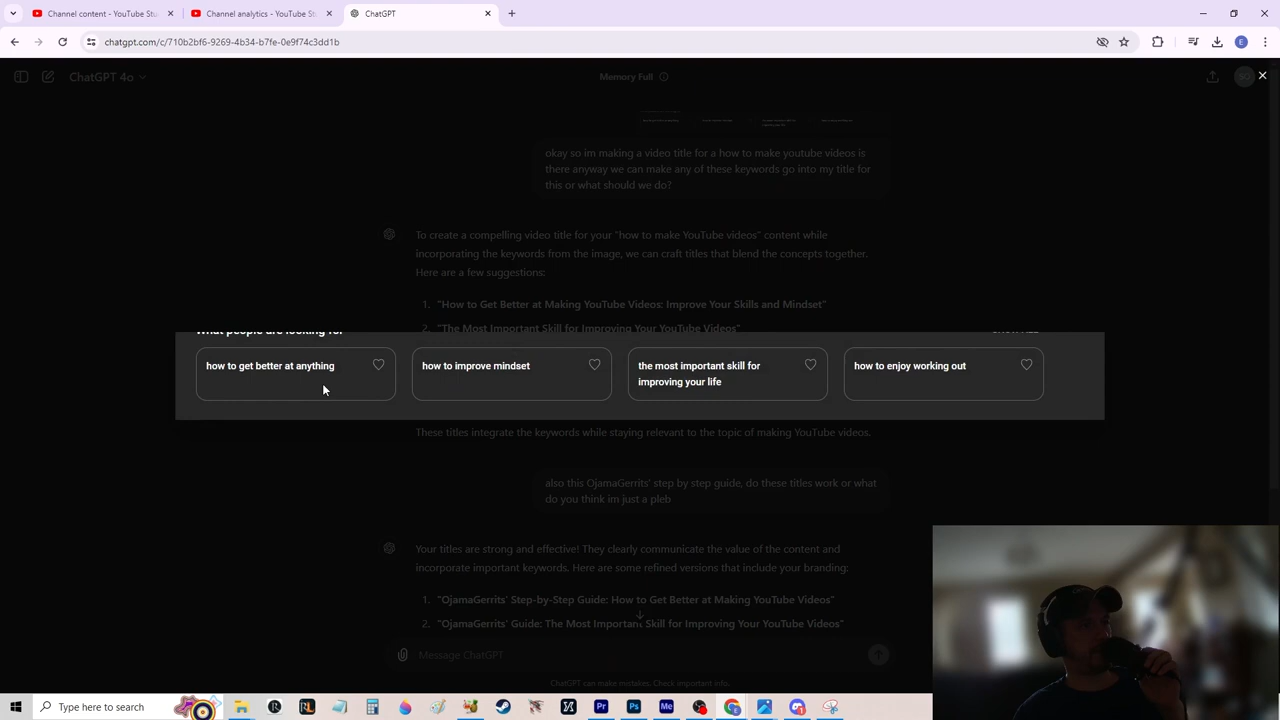 Channel content - YouTube Stu
Channel analytics - YouTube Stu
ChatGPT
chatgpt.com/c/710b2bf6-9269-4b34-b7fe-0e9f74c3dd1b
E
ChatGPT 4o
Memory Full
okay so im making a video title for a how to make youtube videos is
there anyway we can make any of these keywords go into my title for
this or what should we do?
To create a compelling video title for your "how to make YouTube videos" content while
incorporating the keywords from the image, we can craft titles that blend the concepts together.
Here are a few suggestions:
1. "How to Get Better at Making YouTube Videos: Improve Your Skills and Mindset"
2. "The Most Important Skill for Improving Your YouTube Videos"
What people are looking for
how to get better at anything
how to improve mindset
the most important skill for
improving your life
how to enjoy working out
These titles integrate the keywords while staying relevant to the topic of making YouTube videos.
also this OjamaGerrits' step by step guide, do these titles work or what
do you think im just a pleb
Your titles are strong and effective! They clearly communicate the value of the content and
incorporate important keywords. Here are some refined versions that include your branding:
1. "OjamaGerrits' Step-by-Step Guide: How to Get Better at Making YouTube Videos"
2. "OjamaGerrits' Guide: The Most Important Skill for Improving Your YouTube Videos"
Message ChatGPT
ChatGPT can make mistakes. Check important info.
Type here to search